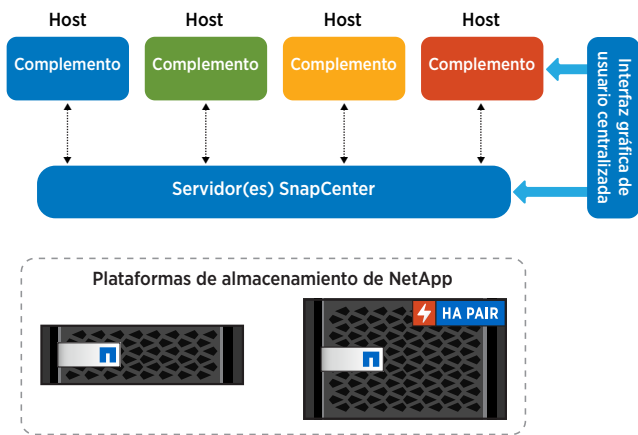 Host
Host
Host
Host
Complemento
Complemento
Complemento
Complemento
Interfaz gráfica de
usuario centralizada
Servidor(es) SnapCenter
Plataformas de almacenamiento de NetApp
HA PAIR